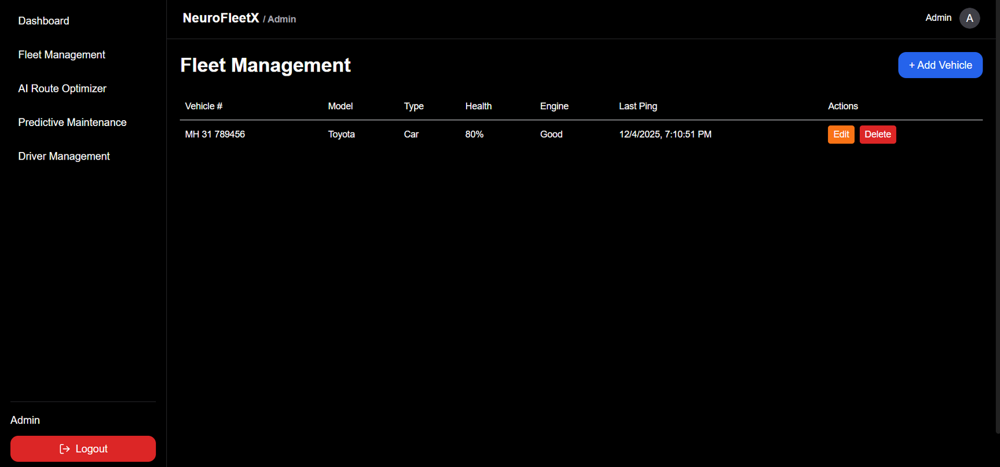 Dashboard
Fleet Management
AI Route Optimizer
Predictive Maintenance
Driver Management
Admin
Logout
NeuroFleetX / Admin
Admin A
Fleet Management
+ Add Vehicle
Vehicle # Model Type Health Engine Last Ping Actions
MH 31 789456 Toyota Car 80% Good 12/4/2025, 7:10:51 PM Edit Delete